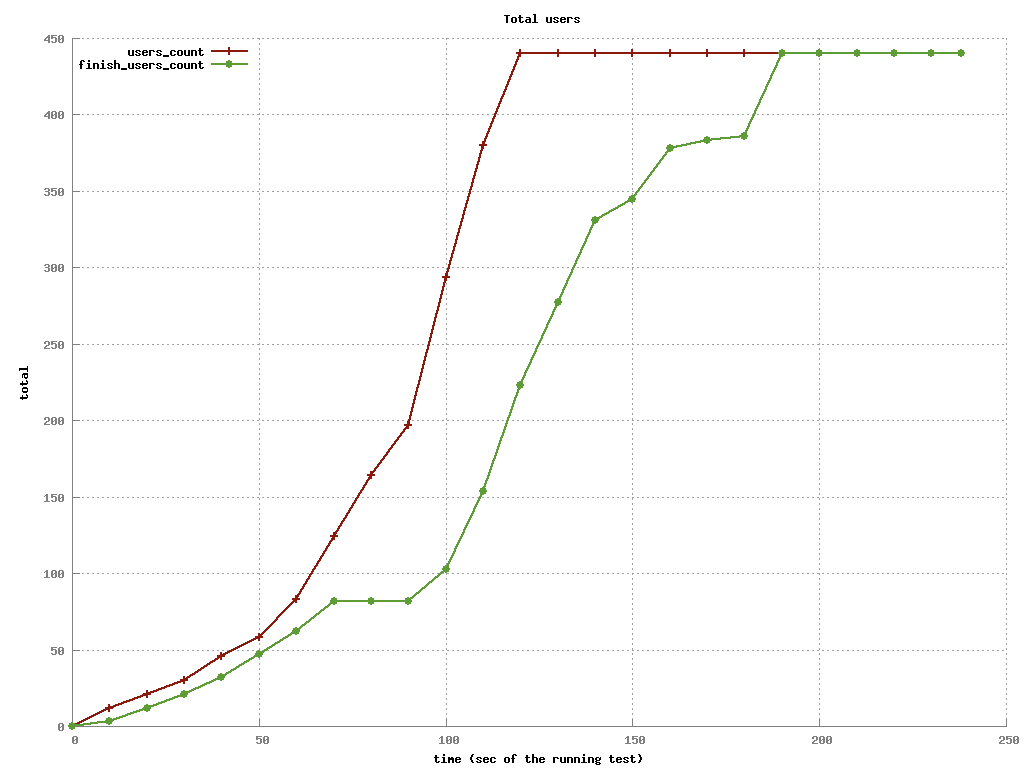 Total users
users_count
finish_users_count
450
400
350
300
250
200
150
100
50
0
total
0 50 100 150 200 250
time (sec of the running test)